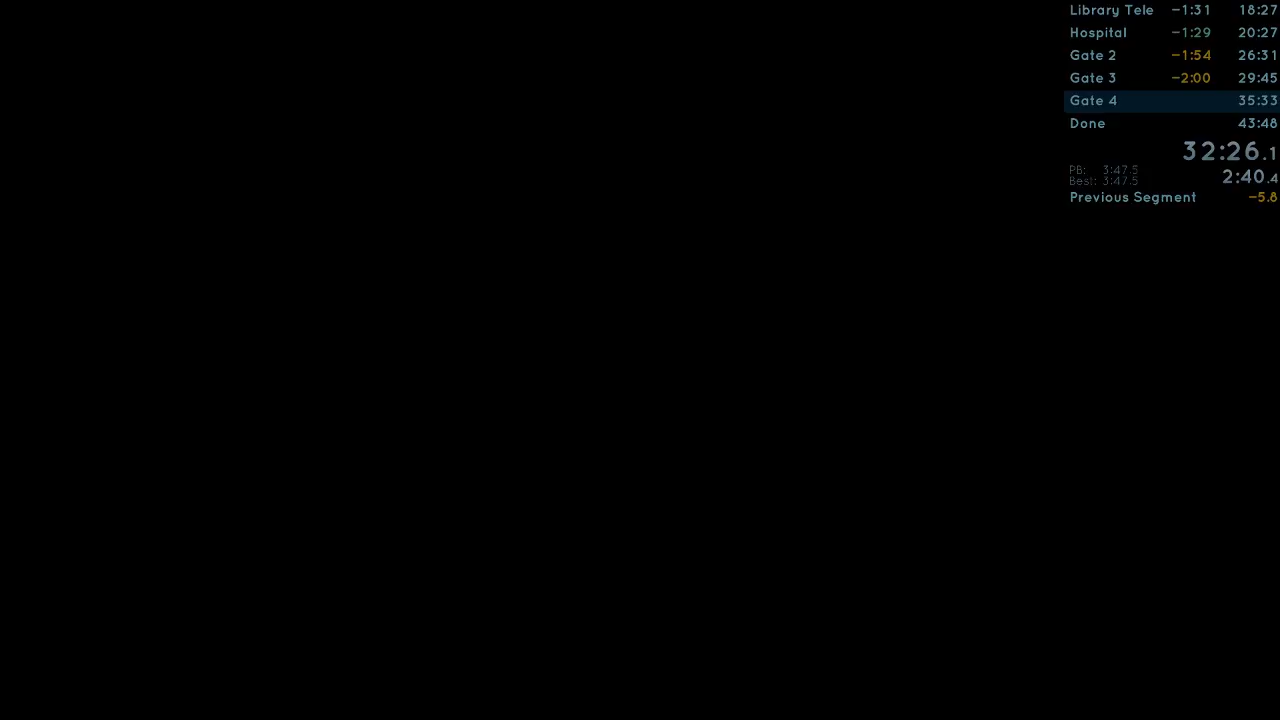 Library Tele −1:31 18:27
Hospital −1:29 20:27
Gate 2 −1:54 26:31
Gate 3 −2:00 29:45
Gate 4 35:33
Done 43:48
32:26.1
PB: 3:47.5
Best: 3:47.5
2:40.4
Previous Segment −5.8